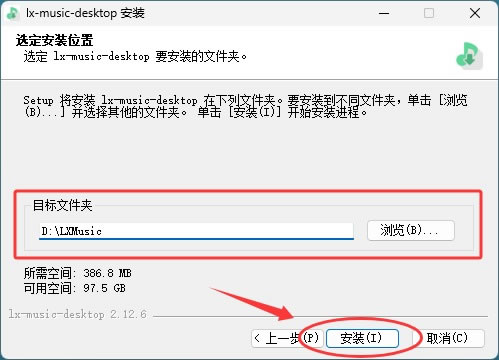 lx-music-desktop 安装
选定安装位置
选定 lx-music-desktop 要安装的文件夹。
Setup 将安装 lx-music-desktop 在下列文件夹。要安装到不同文件夹，单击 [浏览
(B)...] 并选择其他的文件夹。 单击 [安装(I)] 开始安装进程。
目标文件夹
D:\LXMusic
浏览(B)...
所需空间: 386.8 MB
可用空间: 97.5 GB
lx-music-desktop 2.12.6
< 上一步(P) 安装(I) 取消(C)